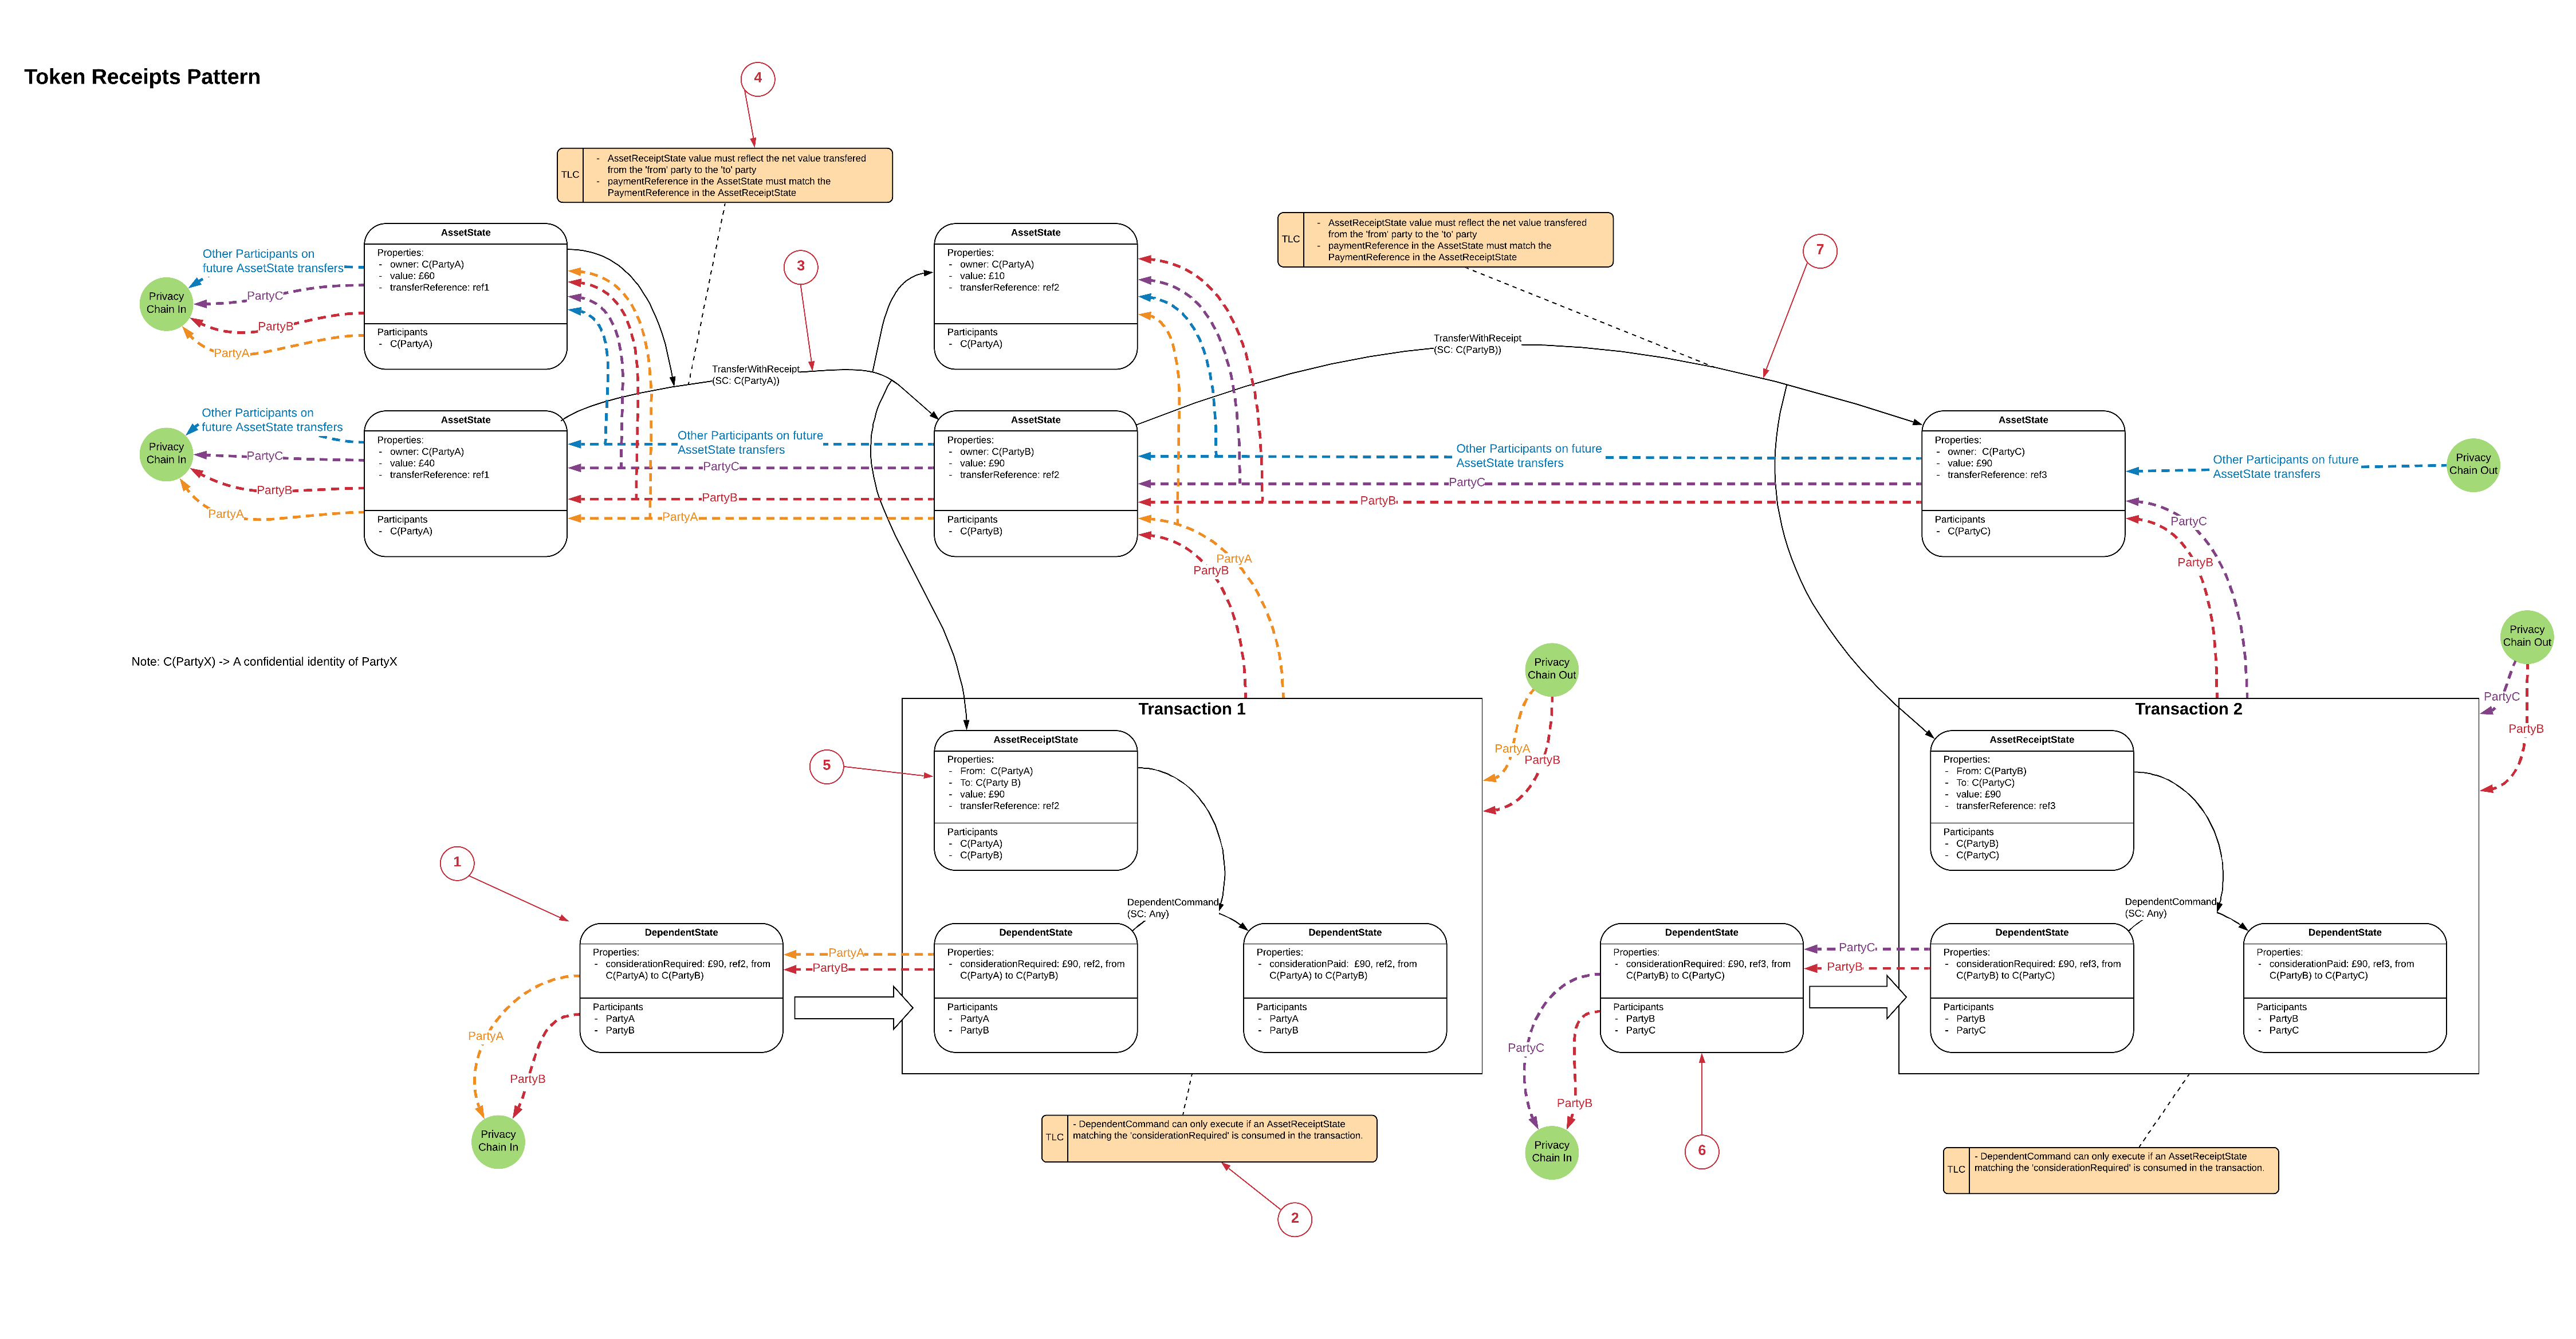 Token Receipts Pattern
4
TLC
- AssetReceiptState value must reflect the net value transfered
from the 'from' party to the 'to' party
- paymentReference in the AssetState must match the
PaymentReference in the AssetReceiptState
TLC
- AssetReceiptState value must reflect the net value transfered
from the 'from' party to the 'to' party
- paymentReference in the AssetState must match the
PaymentReference in the AssetReceiptState
3
7
Privacy
Chain In
Other Participants on
future AssetState transfers
PartyC
PartyB
PartyA
AssetState
Properties:
- owner: C(PartyA)
- value: £60
- transferReference: ref1
Participants
- C(PartyA)
AssetState
Properties:
- owner: C(PartyA)
- value: £10
- transferReference: ref2
Participants
- C(PartyA)
TransferWithReceipt
(SC: C(PartyA))
TransferWithReceipt
(SC: C(PartyB))
Privacy
Chain In
Other Participants on
future AssetState transfers
PartyC
PartyB
PartyA
AssetState
Properties:
- owner: C(PartyA)
- value: £40
- transferReference: ref1
Participants
- C(PartyA)
Other Participants on future
AssetState transfers
PartyC
PartyB
PartyA
AssetState
Properties:
- owner: C(PartyB)
- value: £90
- transferReference: ref2
Participants
- C(PartyB)
Other Participants on future
AssetState transfers
PartyC
PartyB
AssetState
Properties:
- owner:  C(PartyC)
- value: £90
- transferReference: ref3
Participants
- C(PartyC)
Other Participants on future
AssetState transfers
Privacy
Chain Out
PartyA
PartyB
PartyC
PartyB
Note: C(PartyX) -> A confidential identity of PartyX
Privacy
Chain Out
PartyA
PartyB
Privacy
Chain Out
PartyC
PartyB
Transaction 1
5
AssetReceiptState
Properties:
- From:  C(PartyA)
- To: C(Party B)
- value: £90
- transferReference: ref2
Participants
- C(PartyA)
- C(PartyB)
Transaction 2
AssetReceiptState
Properties:
- From: C(PartyB)
- To: C(PartyC)
- value: £90
- transferReference: ref3
Participants
- C(PartyB)
- C(PartyC)
1
DependentState
Properties:
- considerationRequired: £90, ref2, from
C(PartyA) to C(PartyB)
Participants
- PartyA
- PartyB
PartyA
PartyB
DependentState
Properties:
- considerationRequired: £90, ref2, from
C(PartyA) to C(PartyB)
Participants
- PartyA
- PartyB
DependentCommand
(SC: Any)
DependentState
Properties:
- considerationPaid:  £90, ref2, from
C(PartyA) to C(PartyB)
Participants
- PartyA
- PartyB
DependentState
Properties:
- considerationRequired: £90, ref3, from
C(PartyB) to C(PartyC)
Participants
- PartyB
- PartyC
PartyC
PartyB
DependentState
Properties:
- considerationRequired: £90, ref3, from
C(PartyB) to C(PartyC)
Participants
- PartyB
- PartyC
DependentCommand
(SC: Any)
DependentState
Properties:
- considerationPaid: £90, ref3, from
C(PartyB) to C(PartyC)
Participants
- PartyB
- PartyC
PartyA
PartyB
Privacy
Chain In
TLC
- DependentCommand can only execute if an AssetReceiptState
matching the 'considerationRequired' is consumed in the transaction.
2
PartyC
PartyB
Privacy
Chain In
6
TLC
- DependentCommand can only execute if an AssetReceiptState
matching the 'considerationRequired' is consumed in the transaction.